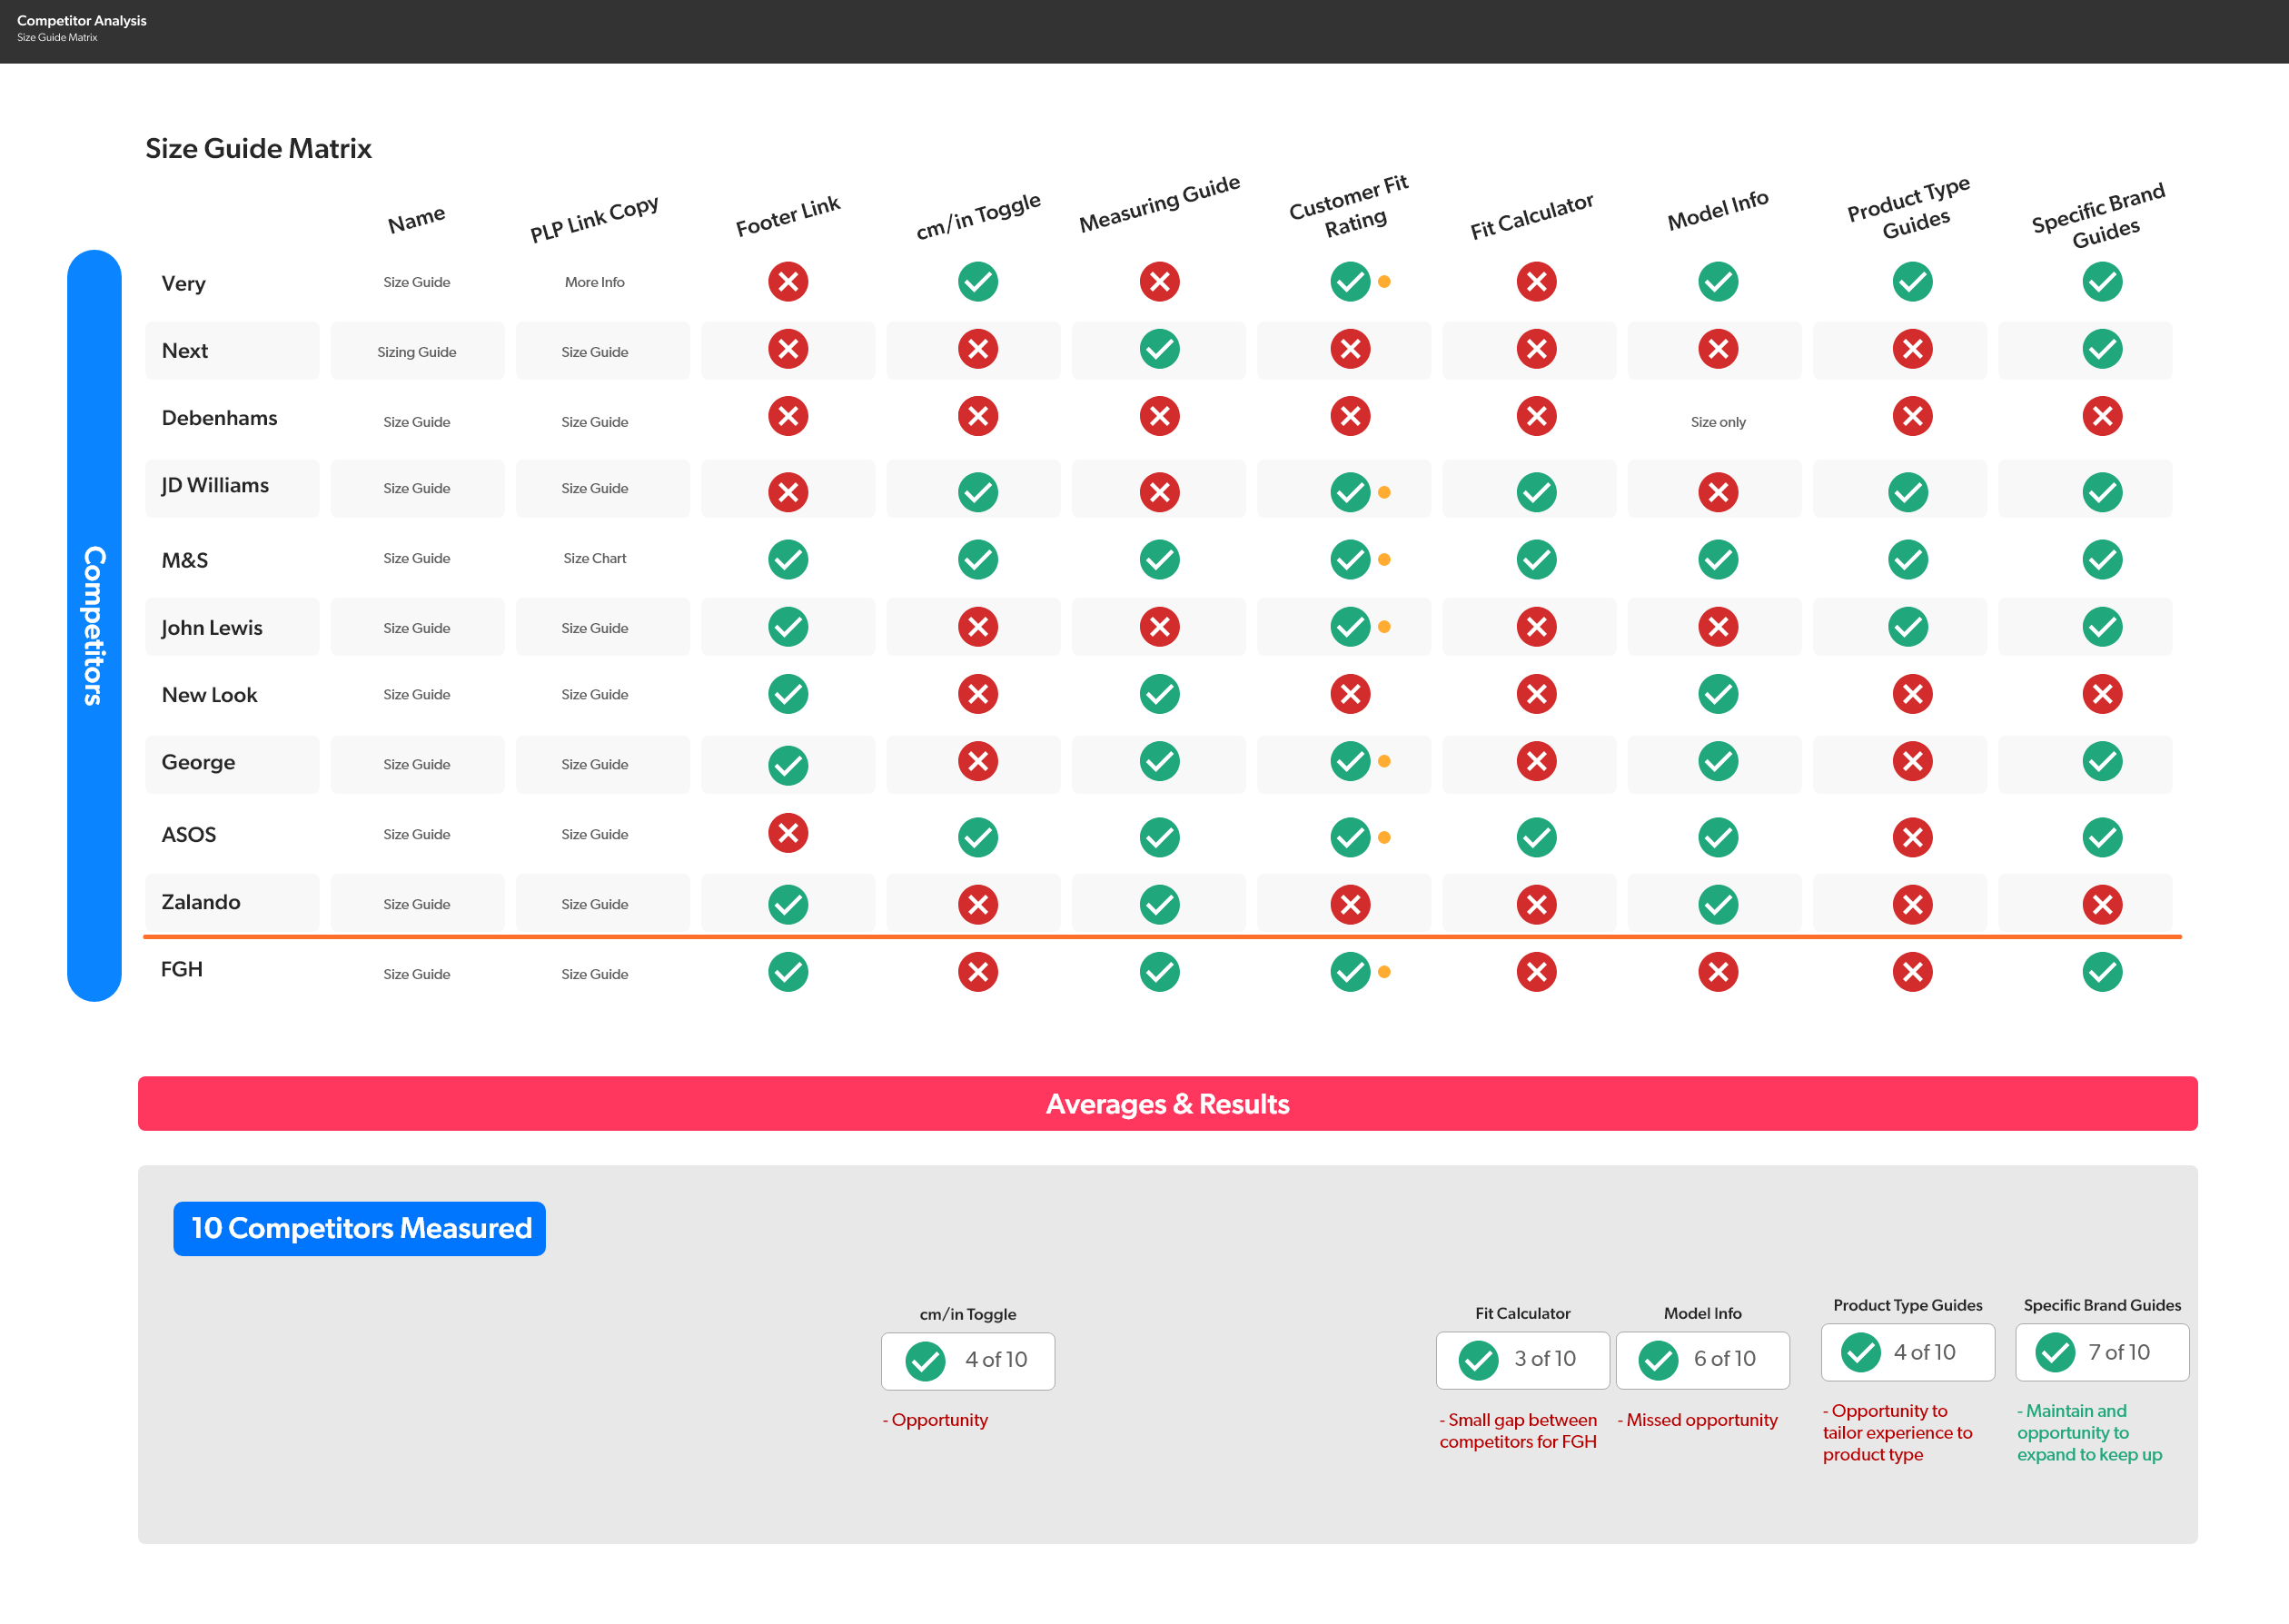 Competitor Analysis
Size Guide Matrix
Size Guide Matrix
Name
PLP Link Copy
Footer Link
cm/in Toggle
Measuring Guide
Customer Fit
Rating
Fit Calculator
Model Info
Product Type
Guides
Specific Brand
Guides
Competitors
Very
Size Guide
More Info
Next
Sizing Guide
Size Guide
Debenhams
Size Guide
Size Guide
Size only
JD Williams
Size Guide
Size Guide
M&S
Size Guide
Size Chart
John Lewis
Size Guide
Size Guide
New Look
Size Guide
Size Guide
George
Size Guide
Size Guide
ASOS
Size Guide
Size Guide
Zalando
Size Guide
Size Guide
FGH
Size Guide
Size Guide
Averages & Results
10 Competitors Measured
cm/in Toggle
4 of 10
- Opportunity
Fit Calculator
3 of 10
- Small gap between
competitors for FGH
Model Info
6 of 10
- Missed opportunity
Product Type Guides
4 of 10
- Opportunity to
tailor experience to
product type
Specific Brand Guides
7 of 10
- Maintain and
opportunity to
expand to keep up